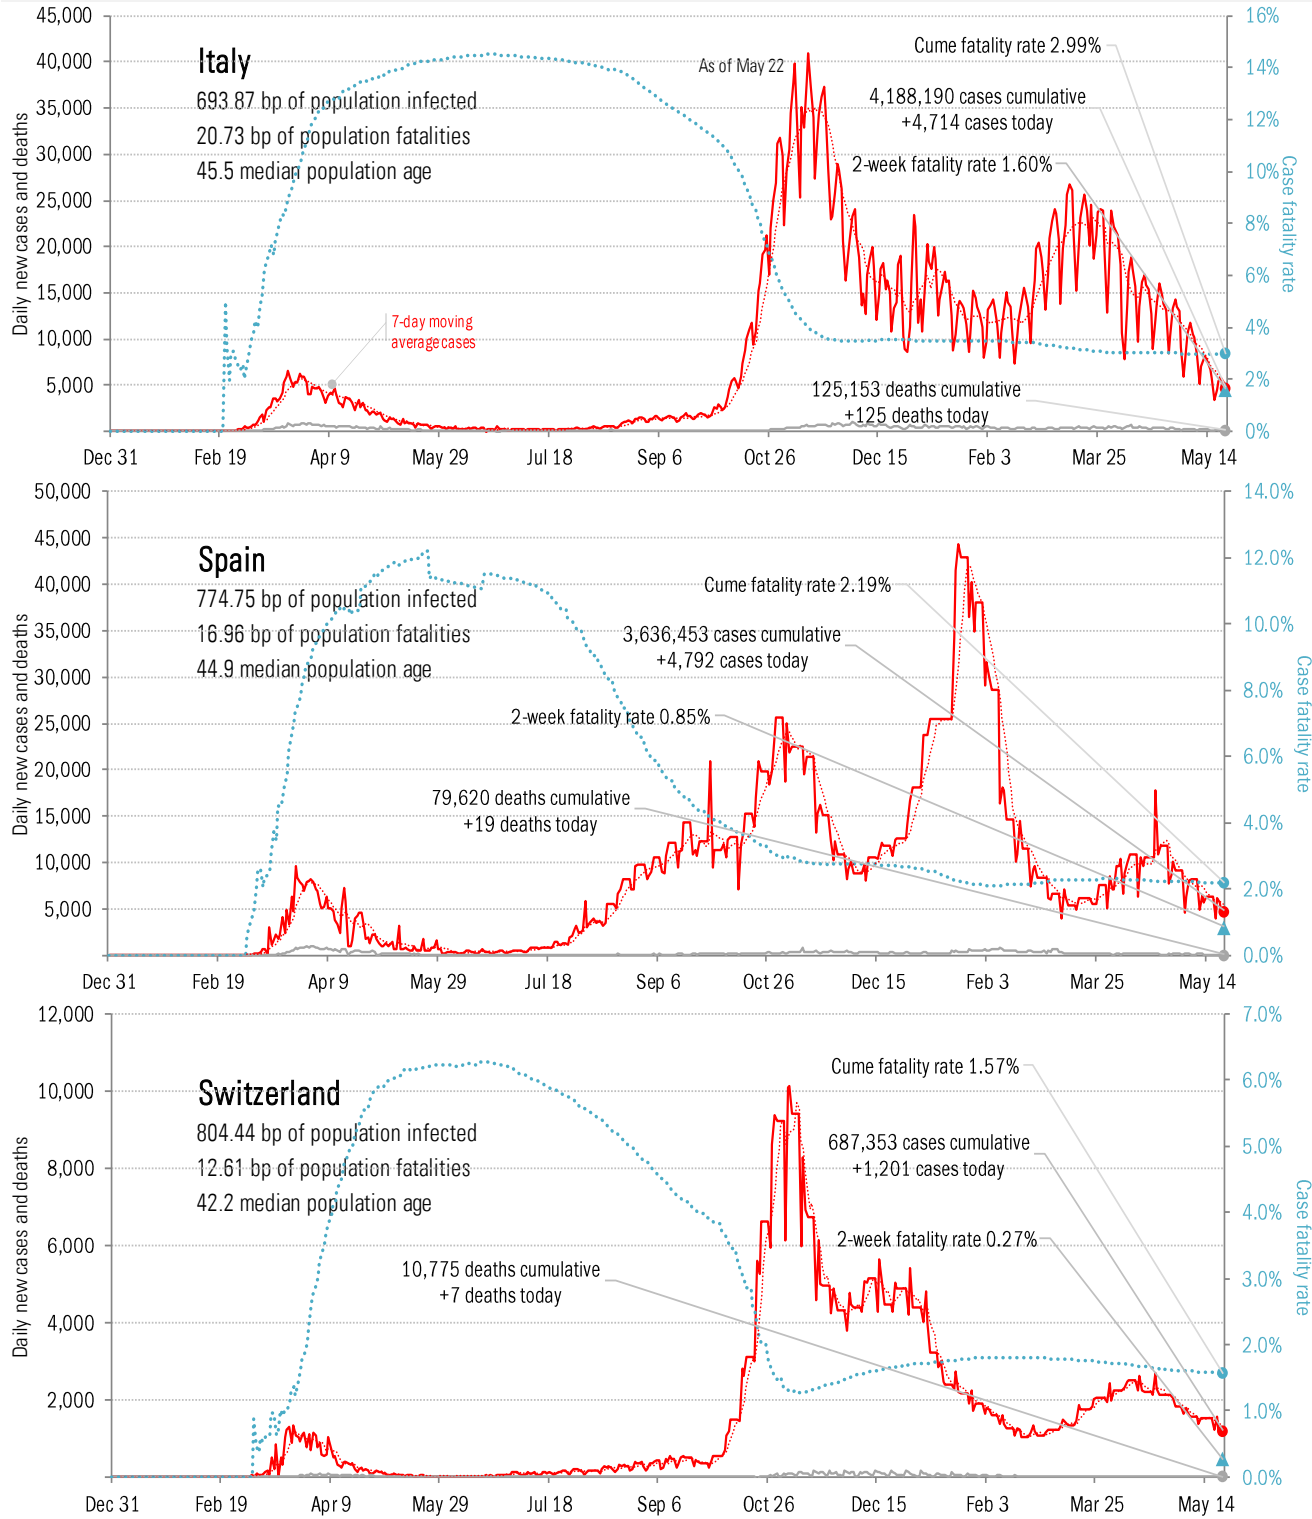 45,000
40,000
35,000
30,000
25,000
20,000
15,000
10,000
5,000
Daily new cases and deaths
16%
14%
12%
10%
8%
6%
4%
2%
0%
Case fatality rate
Italy
693.87 bp of population infected
20.73 bp of population fatalities
45.5 median population age
As of May 22
Cume fatality rate 2.99%
4,188,190 cases cumulative
+4,714 cases today
2-week fatality rate 1.60%
7-day moving
average cases
125,153 deaths cumulative
+125 deaths today
Dec 31 Feb 19 Apr 9 May 29 Jul 18 Sep 6 Oct 26 Dec 15 Feb 3 Mar 25 May 14
50,000
45,000
40,000
35,000
30,000
25,000
20,000
15,000
10,000
5,000
Daily new cases and deaths
14.0%
12.0%
10.0%
8.0%
6.0%
4.0%
2.0%
0.0%
Case fatality rate
Spain
774.75 bp of population infected
16.96 bp of population fatalities
44.9 median population age
Cume fatality rate 2.19%
3,636,453 cases cumulative
+4,792 cases today
2-week fatality rate 0.85%
79,620 deaths cumulative
+19 deaths today
Dec 31 Feb 19 Apr 9 May 29 Jul 18 Sep 6 Oct 26 Dec 15 Feb 3 Mar 25 May 14
12,000
10,000
8,000
6,000
4,000
2,000
Daily new cases and deaths
7.0%
6.0%
5.0%
4.0%
3.0%
2.0%
1.0%
0.0%
Case fatality rate
Switzerland
804.44 bp of population infected
12.61 bp of population fatalities
42.2 median population age
Cume fatality rate 1.57%
687,353 cases cumulative
+1,201 cases today
2-week fatality rate 0.27%
10,775 deaths cumulative
+7 deaths today
Dec 31 Feb 19 Apr 9 May 29 Jul 18 Sep 6 Oct 26 Dec 15 Feb 3 Mar 25 May 14